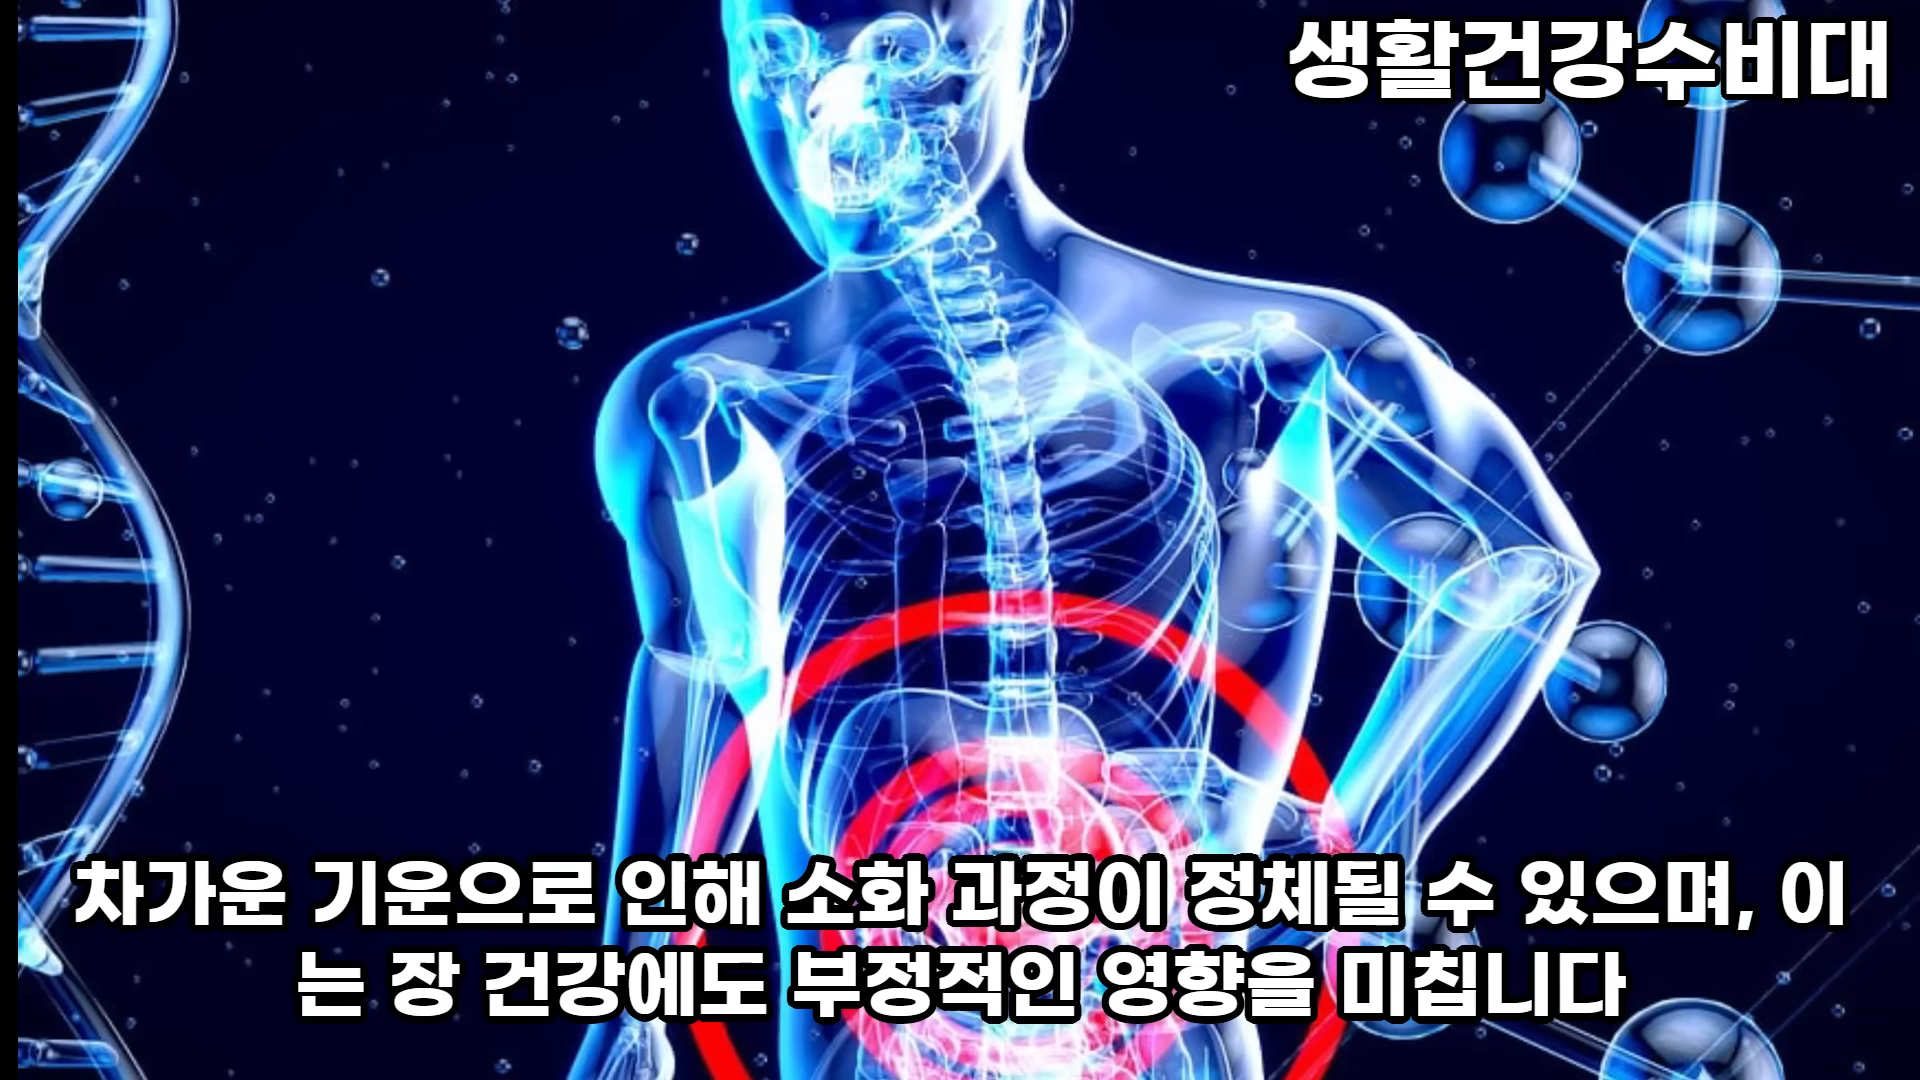 생활건강수비대
차가운 기운으로 인해 소화 과정이 정체될 수 있으며, 이
는 장 건강에도 부정적인 영향을 미칩니다